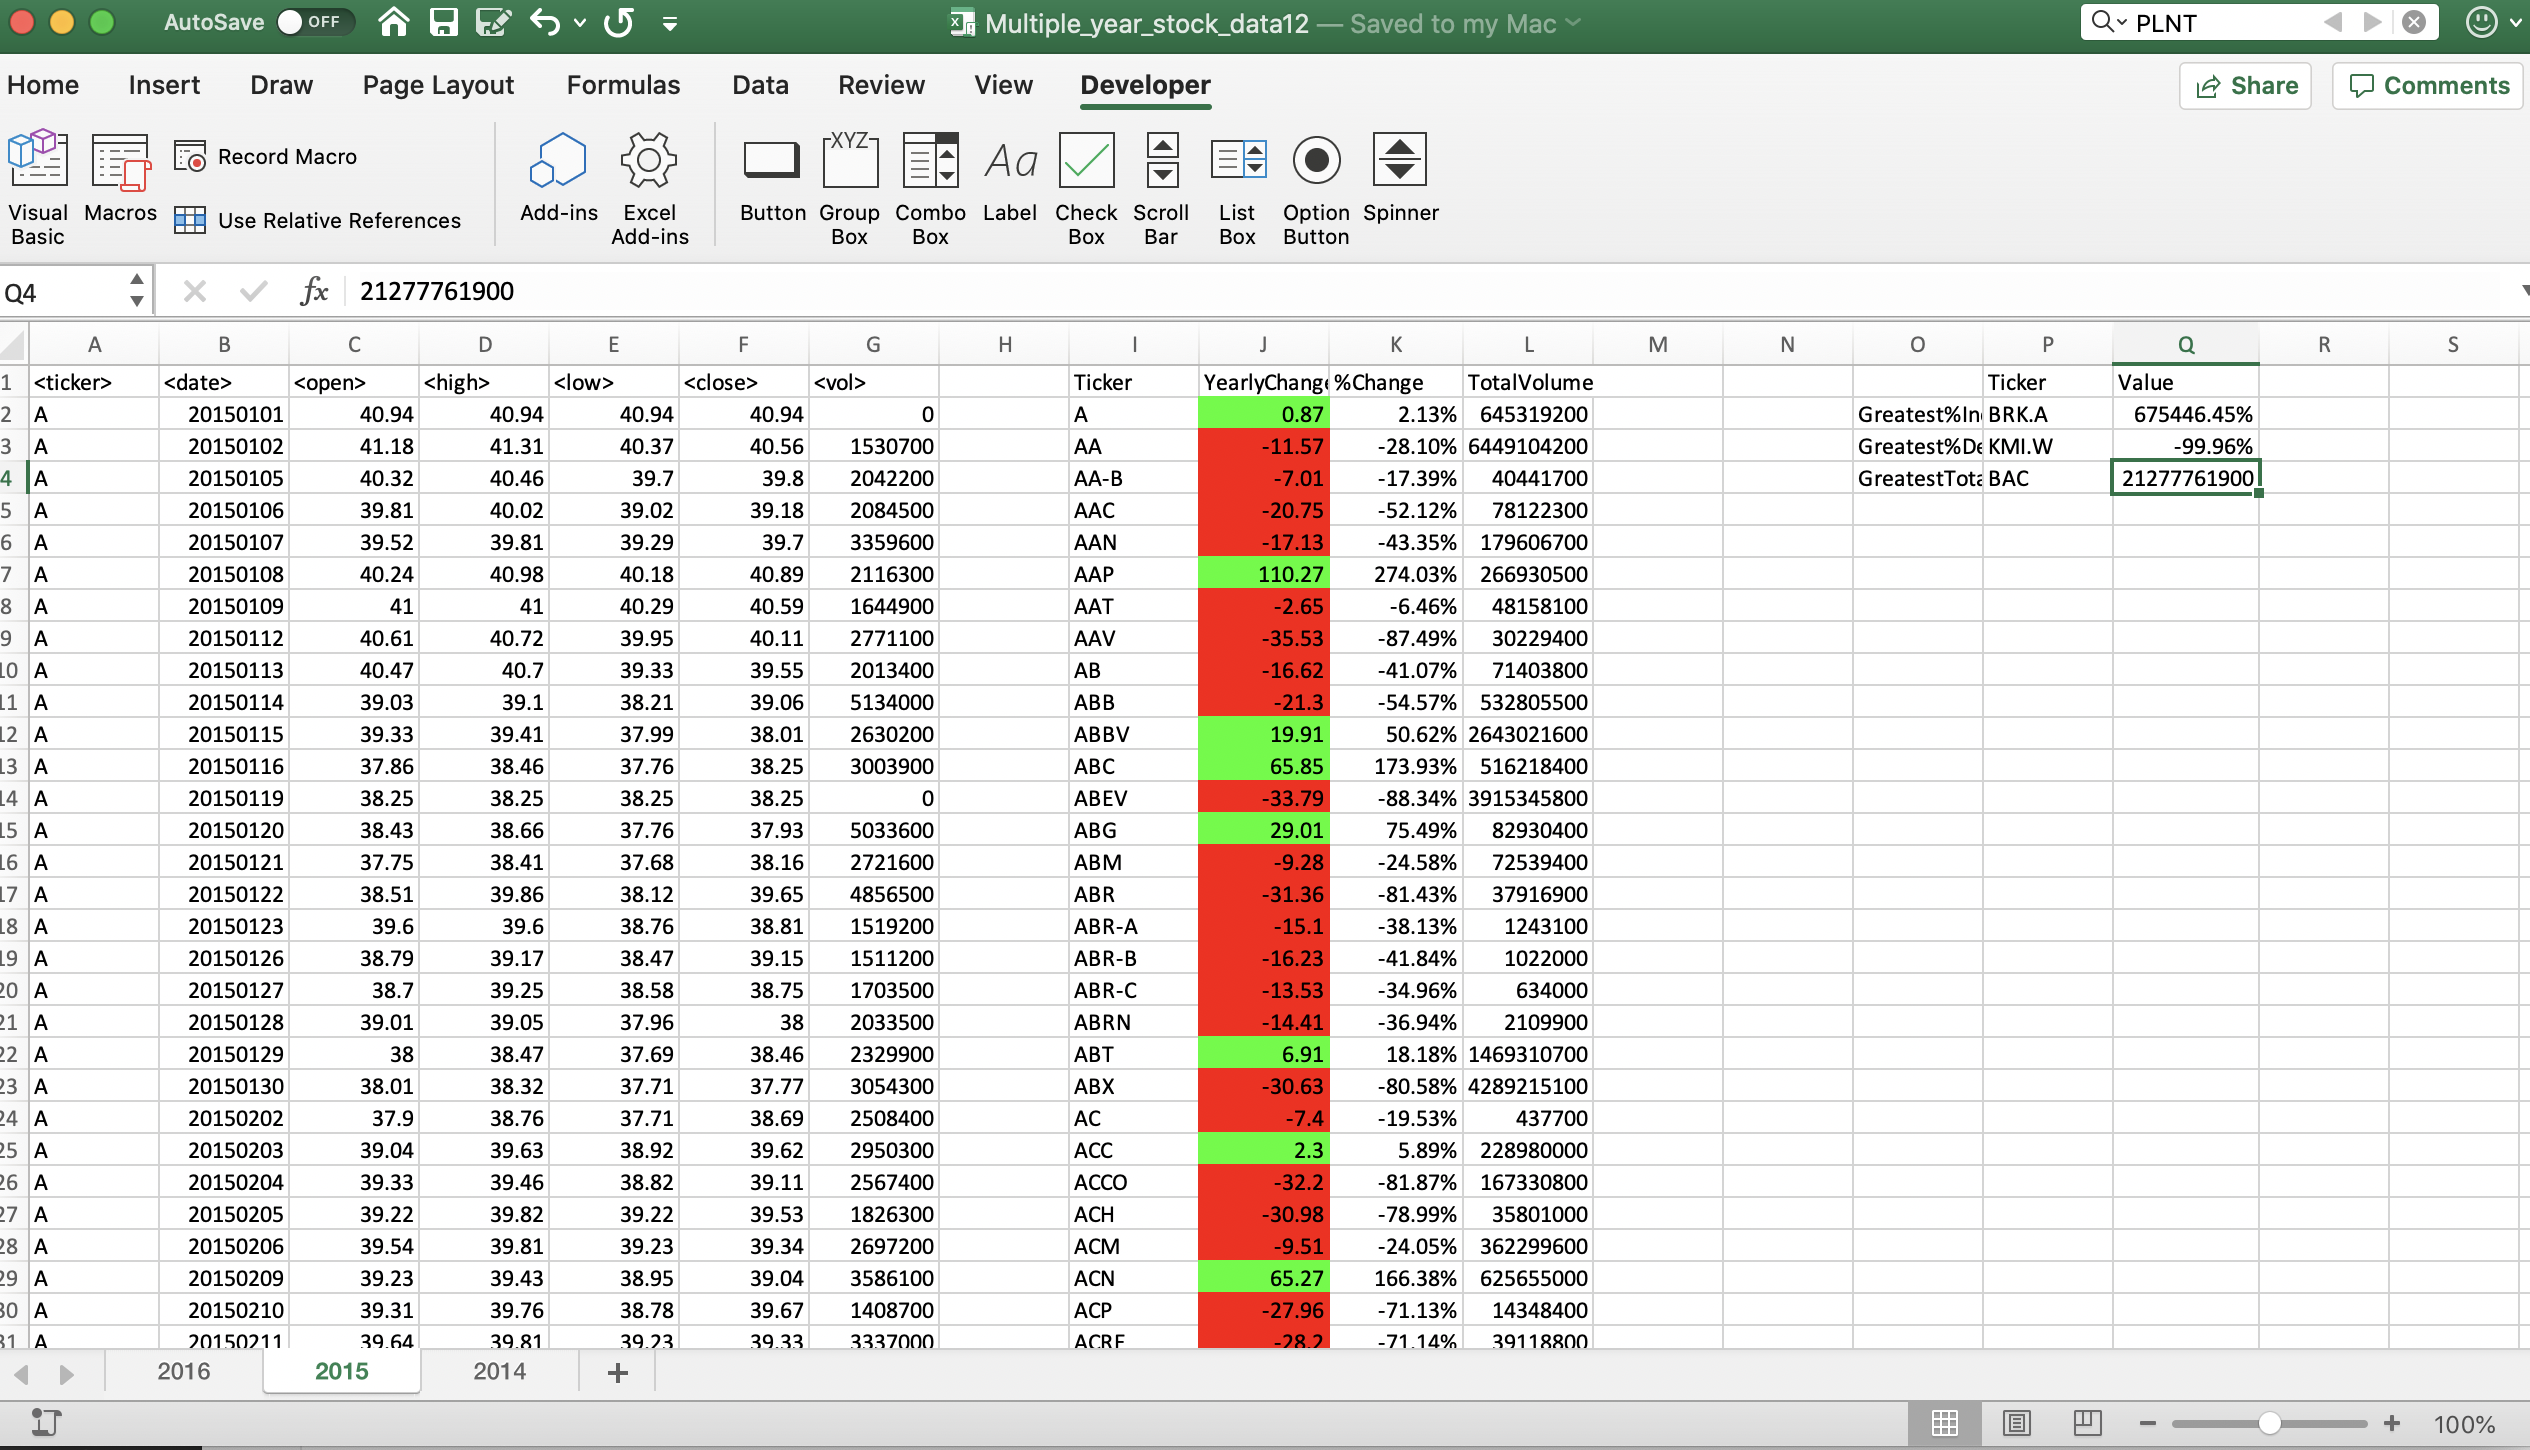 AutoSave OFF Multiple_year_stock_data12 — Saved to my Mac PLNT
Home Insert Draw Page Layout Formulas Data Review View Developer Share Comments
Visual Basic Macros Record Macro Use Relative References Add-ins Excel Add-ins Button Group Box Combo Box Label Check Box Scroll Bar List Box Option Button Spinner
XYZ Aa
Q4 fx 21277761900
A B C D E F G H I J K L M N O P Q R S
1 <ticker> <date> <open> <high> <low> <close> <vol> Ticker YearlyChange %Change TotalVolume Ticker Value
2 A 20150101 40.94 40.94 40.94 40.94 0 A 0.87 2.13% 645319200 Greatest%In BRK.A 675446.45%
3 A 20150102 41.18 41.31 40.37 40.56 1530700 AA -11.57 -28.10% 6449104200 Greatest%De KMI.W -99.96%
4 A 20150105 40.32 40.46 39.7 39.8 2042200 AA-B -7.01 -17.39% 40441700 GreatestTota BAC 21277761900
5 A 20150106 39.81 40.02 39.02 39.18 2084500 AAC -20.75 -52.12% 78122300
6 A 20150107 39.52 39.81 39.29 39.7 3359600 AAN -17.13 -43.35% 179606700
7 A 20150108 40.24 40.98 40.18 40.89 2116300 AAP 110.27 274.03% 266930500
8 A 20150109 41 41 40.29 40.59 1644900 AAT -2.65 -6.46% 48158100
9 A 20150112 40.61 40.72 39.95 40.11 2771100 AAV -35.53 -87.49% 30229400
10 A 20150113 40.47 40.7 39.33 39.55 2013400 AB -16.62 -41.07% 71403800
11 A 20150114 39.03 39.1 38.21 39.06 5134000 ABB -21.3 -54.57% 532805500
12 A 20150115 39.33 39.41 37.99 38.01 2630200 ABBV 19.91 50.62% 2643021600
13 A 20150116 37.86 38.46 37.76 38.25 3003900 ABC 65.85 173.93% 516218400
14 A 20150119 38.25 38.25 38.25 38.25 0 ABEV -33.79 -88.34% 3915345800
15 A 20150120 38.43 38.66 37.76 37.93 5033600 ABG 29.01 75.49% 82930400
16 A 20150121 37.75 38.41 37.68 38.16 2721600 ABM -9.28 -24.58% 72539400
17 A 20150122 38.51 39.86 38.12 39.65 4856500 ABR -31.36 -81.43% 37916900
18 A 20150123 39.6 39.6 38.76 38.81 1519200 ABR-A -15.1 -38.13% 1243100
19 A 20150126 38.79 39.17 38.47 39.15 1511200 ABR-B -16.23 -41.84% 1022000
20 A 20150127 38.7 39.25 38.58 38.75 1703500 ABR-C -13.53 -34.96% 634000
21 A 20150128 39.01 39.05 37.96 38 2033500 ABRN -14.41 -36.94% 2109900
22 A 20150129 38 38.47 37.69 38.46 2329900 ABT 6.91 18.18% 1469310700
23 A 20150130 38.01 38.32 37.71 37.77 3054300 ABX -30.63 -80.58% 4289215100
24 A 20150202 37.9 38.76 37.71 38.69 2508400 AC -7.4 -19.53% 437700
25 A 20150203 39.04 39.63 38.92 39.62 2950300 ACC 2.3 5.89% 228980000
26 A 20150204 39.33 39.46 38.82 39.11 2567400 ACCO -32.2 -81.87% 167330800
27 A 20150205 39.22 39.82 39.22 39.53 1826300 ACH -30.98 -78.99% 35801000
28 A 20150206 39.54 39.81 39.23 39.34 2697200 ACM -9.51 -24.05% 362299600
29 A 20150209 39.23 39.43 38.95 39.04 3586100 ACN 65.27 166.38% 625655000
30 A 20150210 39.31 39.76 38.78 39.67 1408700 ACP -27.96 -71.13% 14348400
31 A 20150211 39.64 39.81 39.23 39.33 3337000 ACRE -28.2 -71.14% 39118800
2016 2015 2014 +
100%